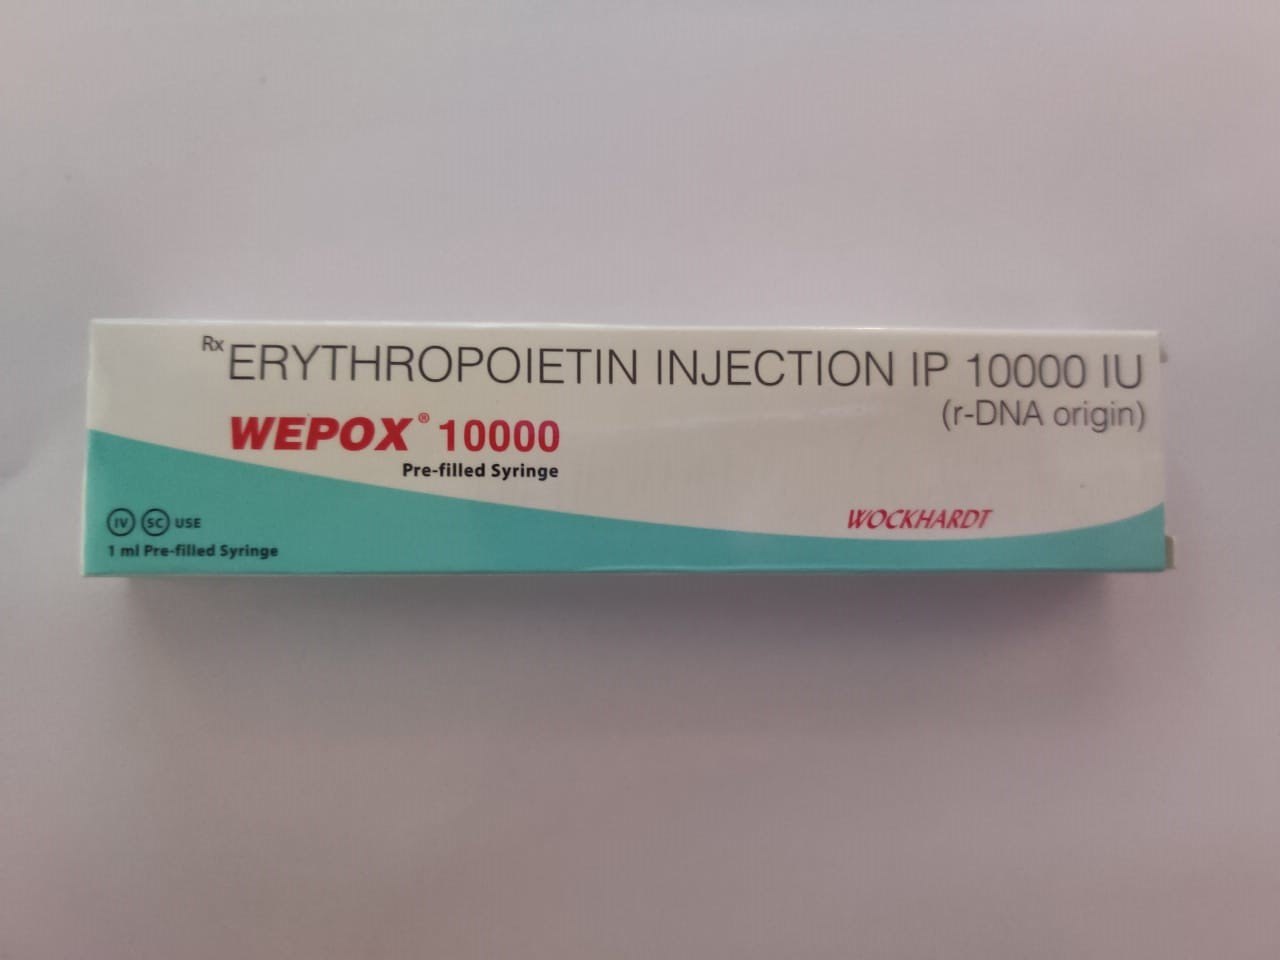 Rx ERYTHROPOIETIN INJECTION IP 10000 IU
(r-DNA origin)
WEPOX® 10000
Pre-filled Syringe
WOCKHARDT
IV SC USE
1 ml Pre-filled Syringe